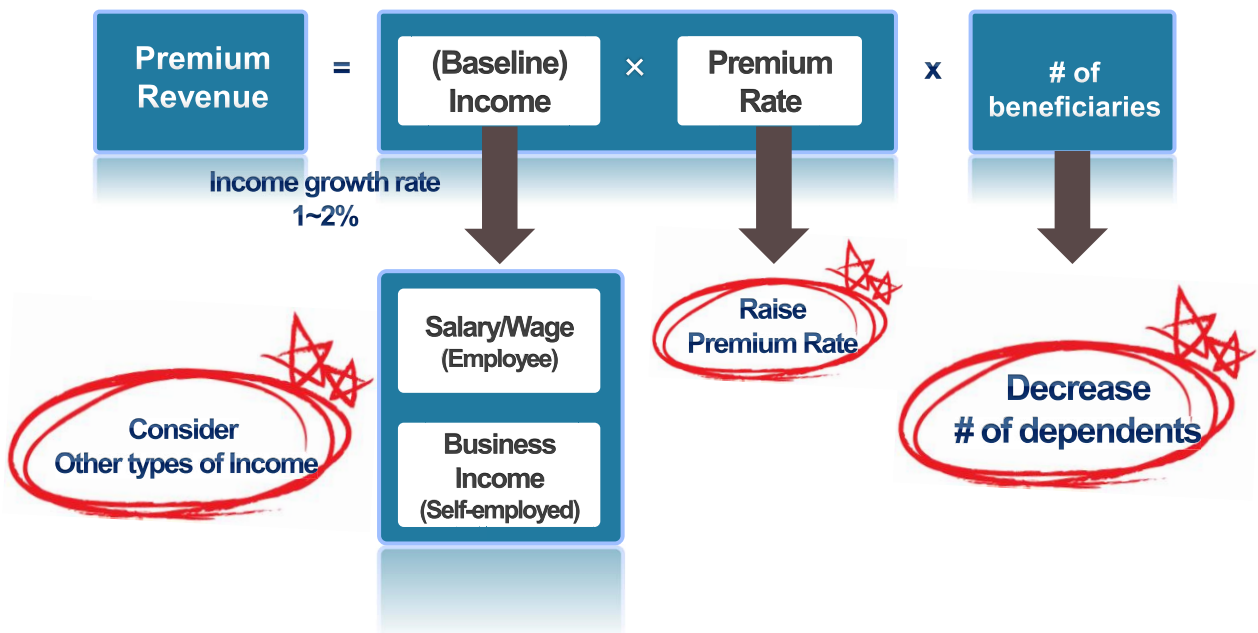 Premium
Revenue
=
(Baseline)
Income
×
Premium
Rate
x
# of
beneficiaries
Income growth rate
1~2%
Salary/Wage
(Employee)
Business
Income
(Self-employed)
Consider
Other types of Income
Raise
Premium Rate
Decrease
# of dependents